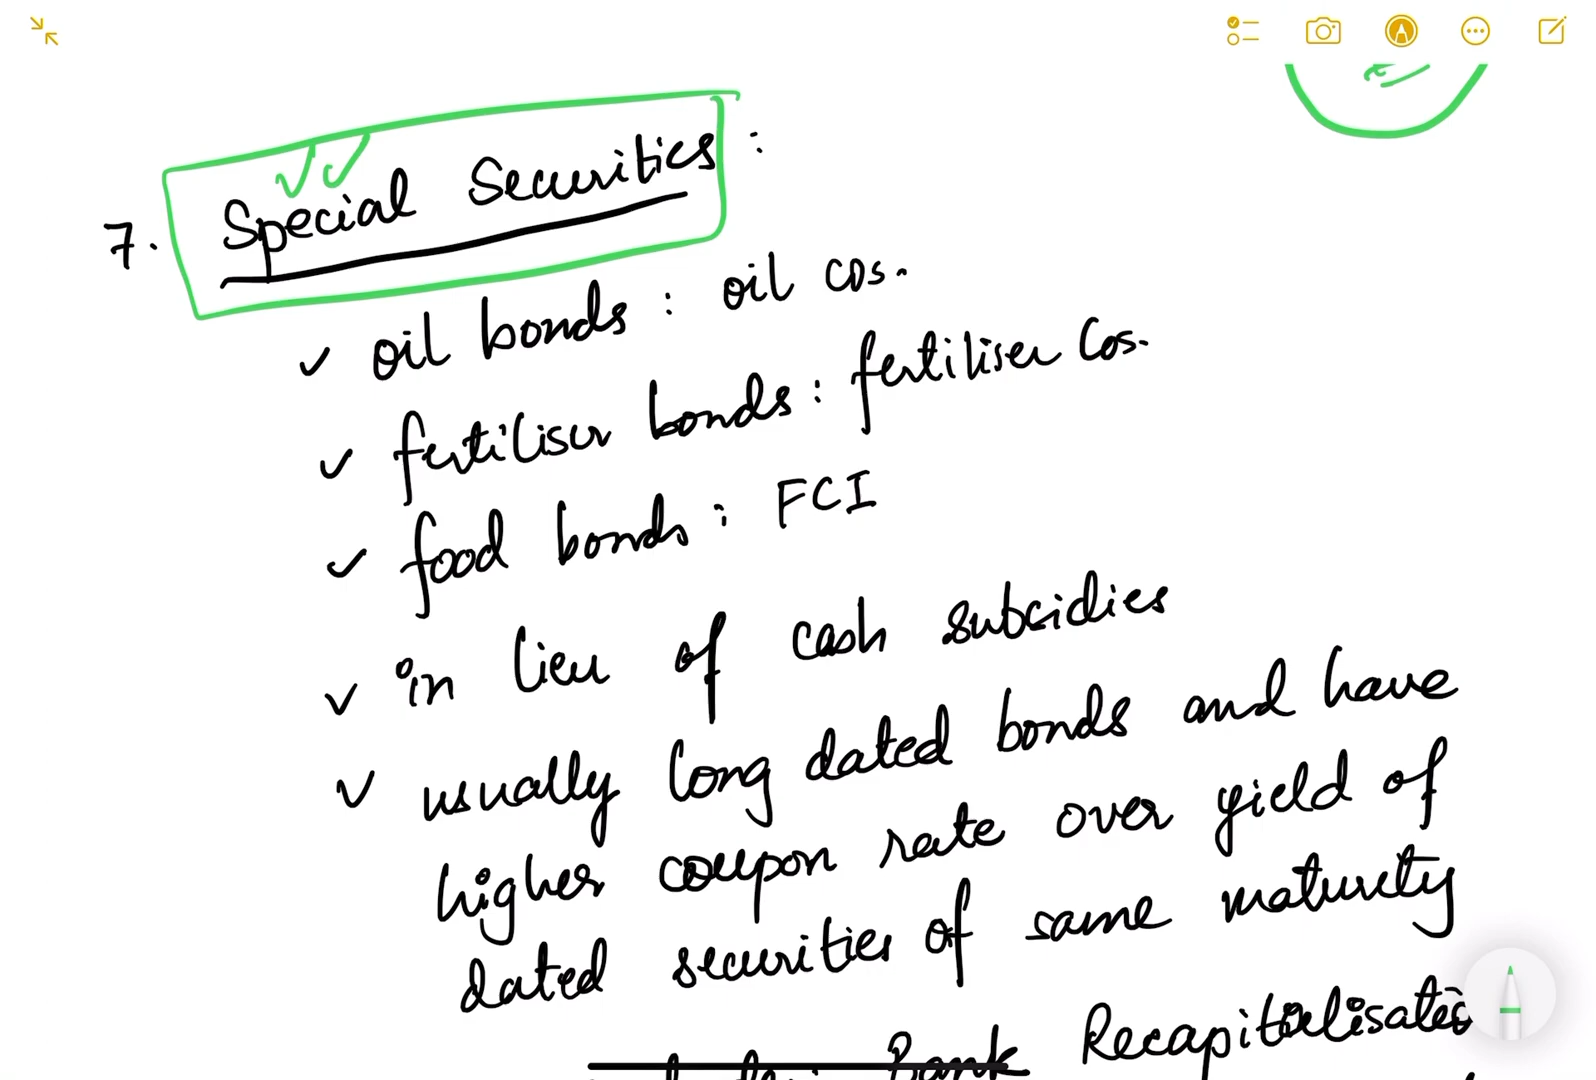 7. Special Securities :
✓ oil bonds : oil cos.
✓ fertiliser bonds : fertiliser Cos.
✓ food bonds : FCI
✓ in lieu of cash subsidies
✓ usually long dated bonds and have
higher coupon rate over yield of
dated securities of same maturity
Bank Recapitalisatio